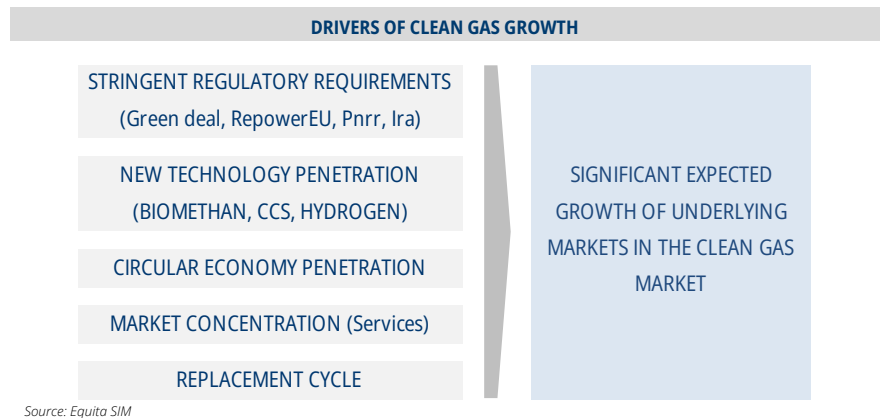 DRIVERS OF CLEAN GAS GROWTH
STRINGENT REGULATORY REQUIREMENTS
(Green deal, RepowerEU, Pnrr, Ira)
NEW TECHNOLOGY PENETRATION
(BIOMETHAN, CCS, HYDROGEN)
CIRCULAR ECONOMY PENETRATION
MARKET CONCENTRATION (Services)
REPLACEMENT CYCLE
SIGNIFICANT EXPECTED
GROWTH OF UNDERLYING
MARKETS IN THE CLEAN GAS
MARKET
Source: Equita SIM